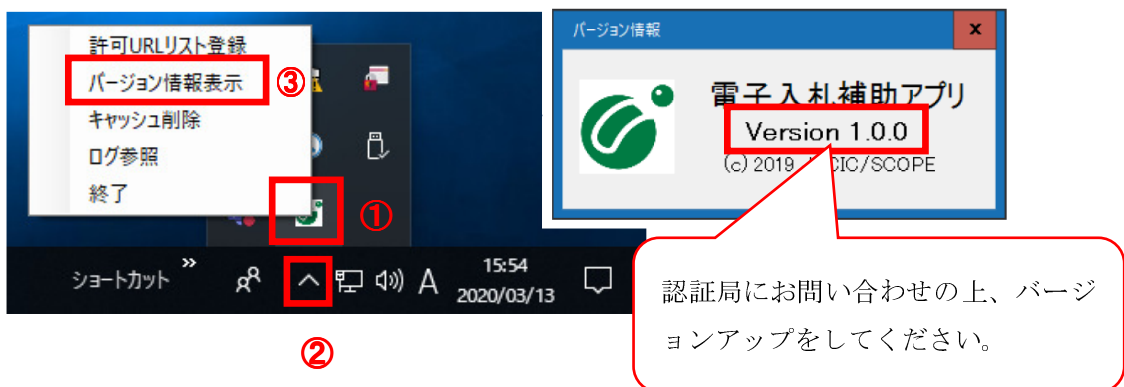 許可URLリスト登録
バージョン情報表示
③
キャッシュ削除
ログ参照
終了
①
ショートカット
»
A
15:54
2020/03/13
②
バージョン情報
x
電子入札補助アプリ
Version 1.0.0
(c) 2019 CIC/SCOPE
認証局にお問い合わせの上、バージ
ョンアップをしてください。